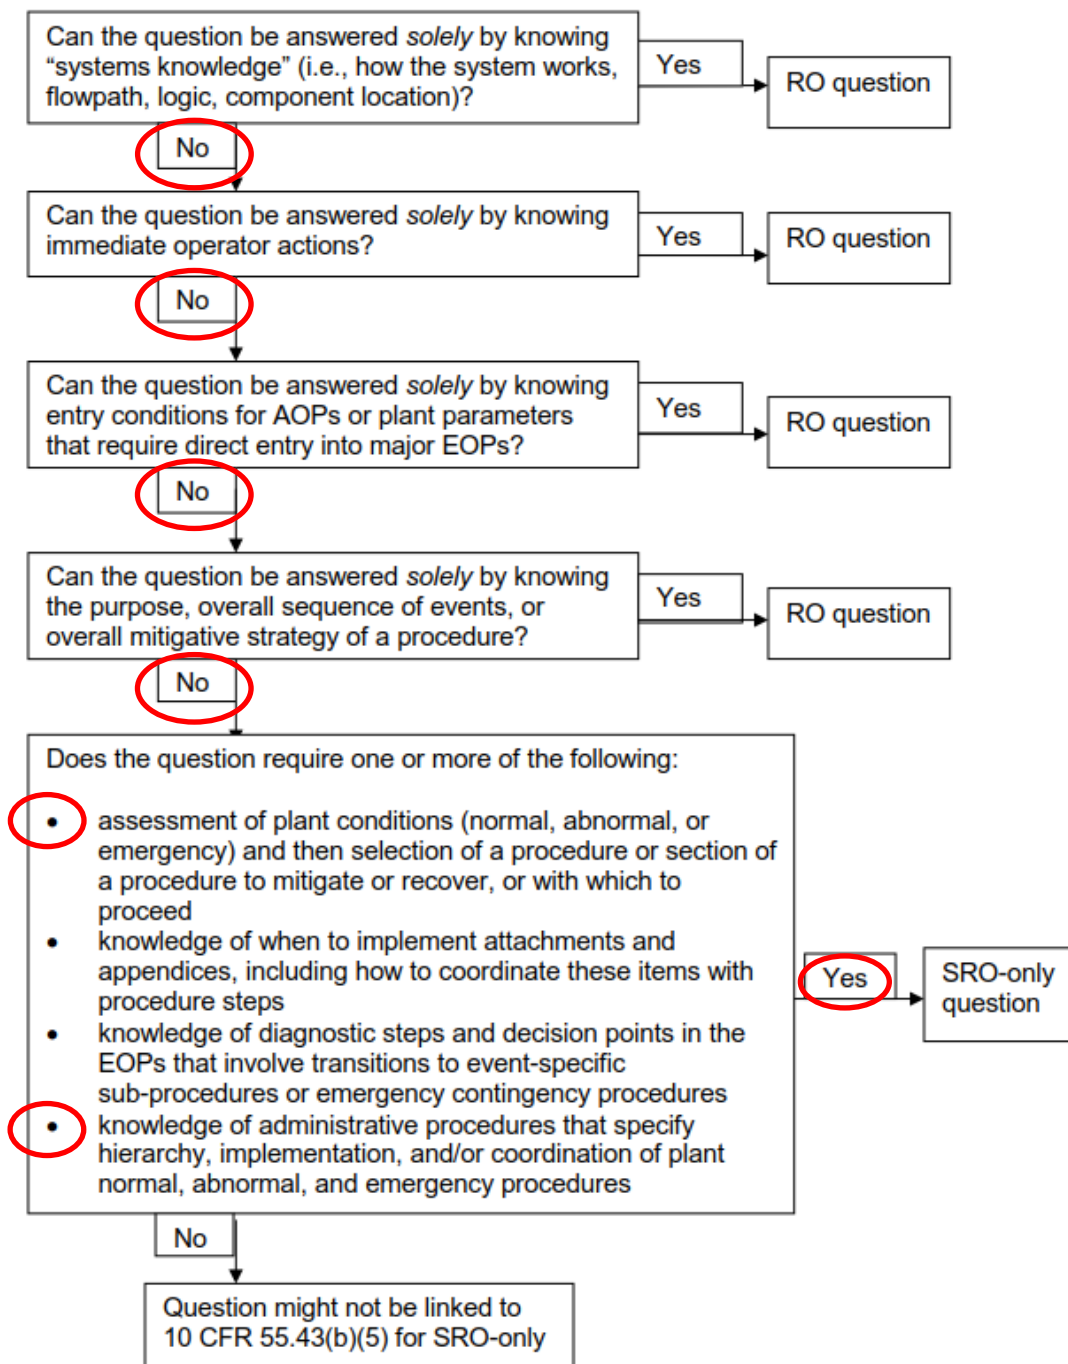 Can the question be answered solely by knowing
“systems knowledge” (i.e., how the system works,
flowpath, logic, component location)?
Yes
RO question
No
Can the question be answered solely by knowing
immediate operator actions?
Yes
RO question
No
Can the question be answered solely by knowing
entry conditions for AOPs or plant parameters
that require direct entry into major EOPs?
Yes
RO question
No
Can the question be answered solely by knowing
the purpose, overall sequence of events, or
overall mitigative strategy of a procedure?
Yes
RO question
No
Does the question require one or more of the following:
• assessment of plant conditions (normal, abnormal, or
emergency) and then selection of a procedure or section of
a procedure to mitigate or recover, or with which to
proceed
• knowledge of when to implement attachments and
appendices, including how to coordinate these items with
procedure steps
• knowledge of diagnostic steps and decision points in the
EOPs that involve transitions to event-specific
sub-procedures or emergency contingency procedures
• knowledge of administrative procedures that specify
hierarchy, implementation, and/or coordination of plant
normal, abnormal, and emergency procedures
Yes
SRO-only
question
No
Question might not be linked to
10 CFR 55.43(b)(5) for SRO-only